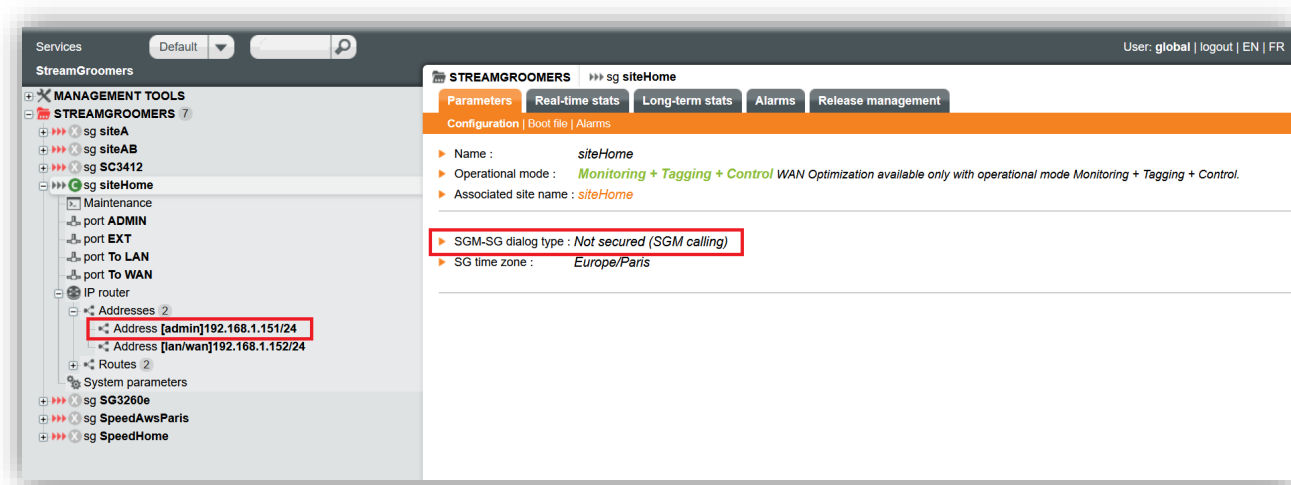 Services Default User: global | logout | EN | FR
StreamGroomers
MANAGEMENT TOOLS
STREAMGROOMERS 7
sg siteA
sg siteAB
sg SC3412
sg siteHome
Maintenance
port ADMIN
port EXT
port To LAN
port To WAN
IP router
Addresses 2
Address [admin]192.168.1.151/24
Address [lan/wan]192.168.1.152/24
Routes 2
System parameters
sg SG3260e
sg SpeedAwsParis
sg SpeedHome
STREAMGROOMERS sg siteHome
Parameters Real-time stats Long-term stats Alarms Release management
Configuration | Boot file | Alarms
Name : siteHome
Operational mode : Monitoring + Tagging + Control WAN Optimization available only with operational mode Monitoring + Tagging + Control.
Associated site name : siteHome
SGM-SG dialog type : Not secured (SGM calling)
SG time zone : Europe/Paris